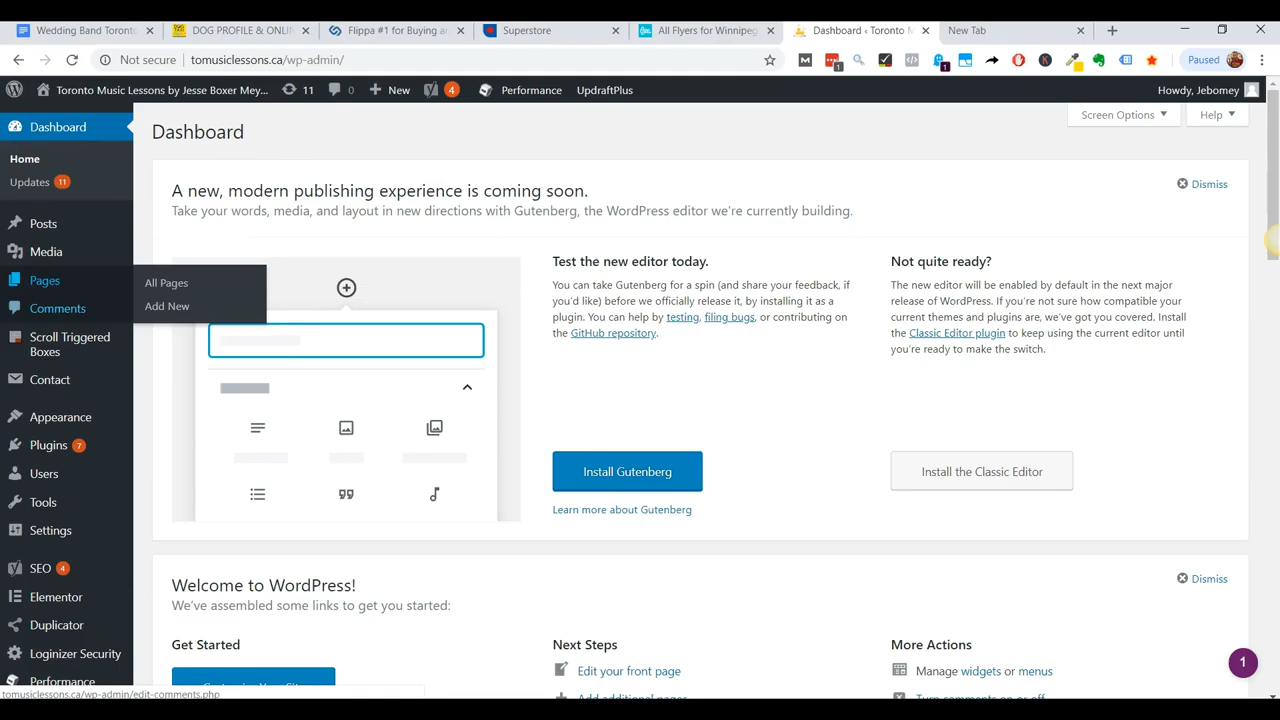 Wedding Band Toronto
DOG PROFILE & ONLIN
Flippa #1 for Buying an
Superstore
All Flyers for Winnipeg
Dashboard ‹ Toronto M
New Tab
Not secure
tomusiclessons.ca/wp-admin/
1
1
Paused
Toronto Music Lessons by Jesse Boxer Mey...
11
0
New
4
Performance
UpdraftPlus
Howdy, Jebomey
Dashboard
Home
Updates 11
Posts
Media
Pages
All Pages
Add New
Comments
Scroll Triggered
Boxes
Contact
Appearance
Plugins 7
Users
Tools
Settings
SEO 4
Elementor
Duplicator
Loginizer Security
Performance
tomusiclessons.ca/wp-admin/edit-comments.php
Dashboard
Screen Options
Help
A new, modern publishing experience is coming soon.
Dismiss
Take your words, media, and layout in new directions with Gutenberg, the WordPress editor we're currently building.
Test the new editor today.
You can take Gutenberg for a spin (and share your feedback, if
you'd like) before we officially release it, by installing it as a
plugin. You can help by testing, filing bugs, or contributing on
the GitHub repository.
Install Gutenberg
Learn more about Gutenberg
Not quite ready?
The new editor will be enabled by default in the next major
release of WordPress. If you're not sure how compatible your
current themes and plugins are, we've got you covered. Install
the Classic Editor plugin to keep using the current editor until
you're ready to make the switch.
Install the Classic Editor
Welcome to WordPress!
Dismiss
We've assembled some links to get you started:
Get Started
Customize Your Site
Next Steps
Edit your front page
Add additional pages
More Actions
Manage widgets or menus
Turn comments on or off
1